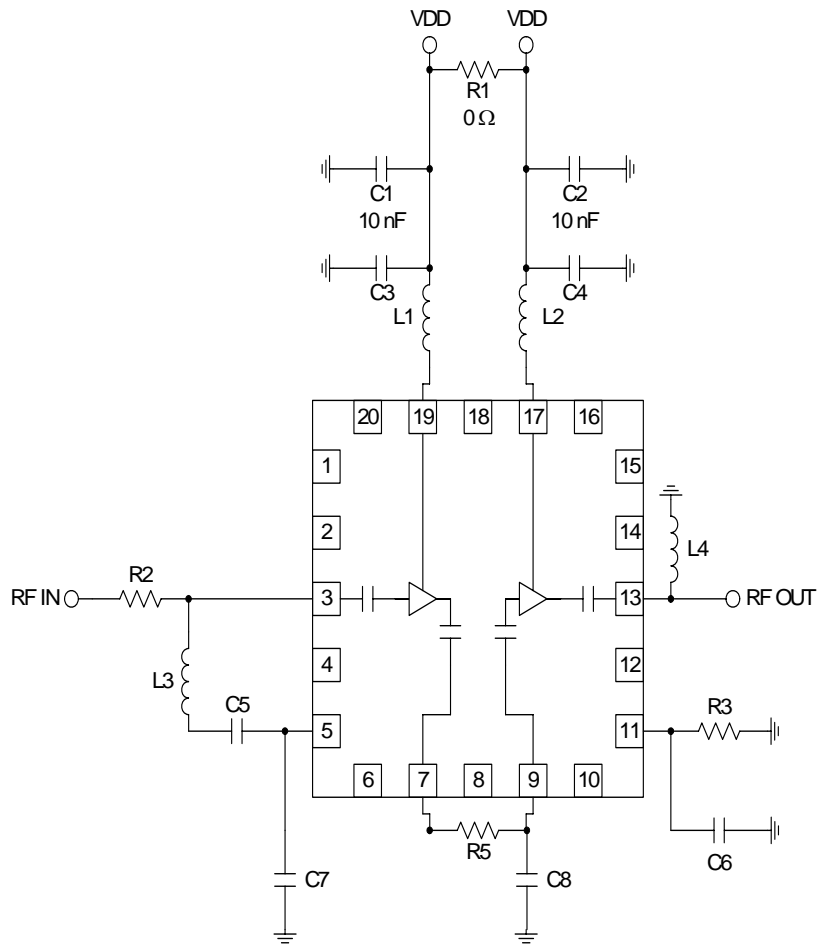 VDD VDD
R1
0 Ω
C1 C2
10 nF 10 nF
C3 C4
L1 L2
20 19 18 17 16
1 15
2 14
L4
R2
RF IN 3 13 RF OUT
4 12
L3
C5 R3
5 11
6 7 8 9 10
R5
C6
C7 C8